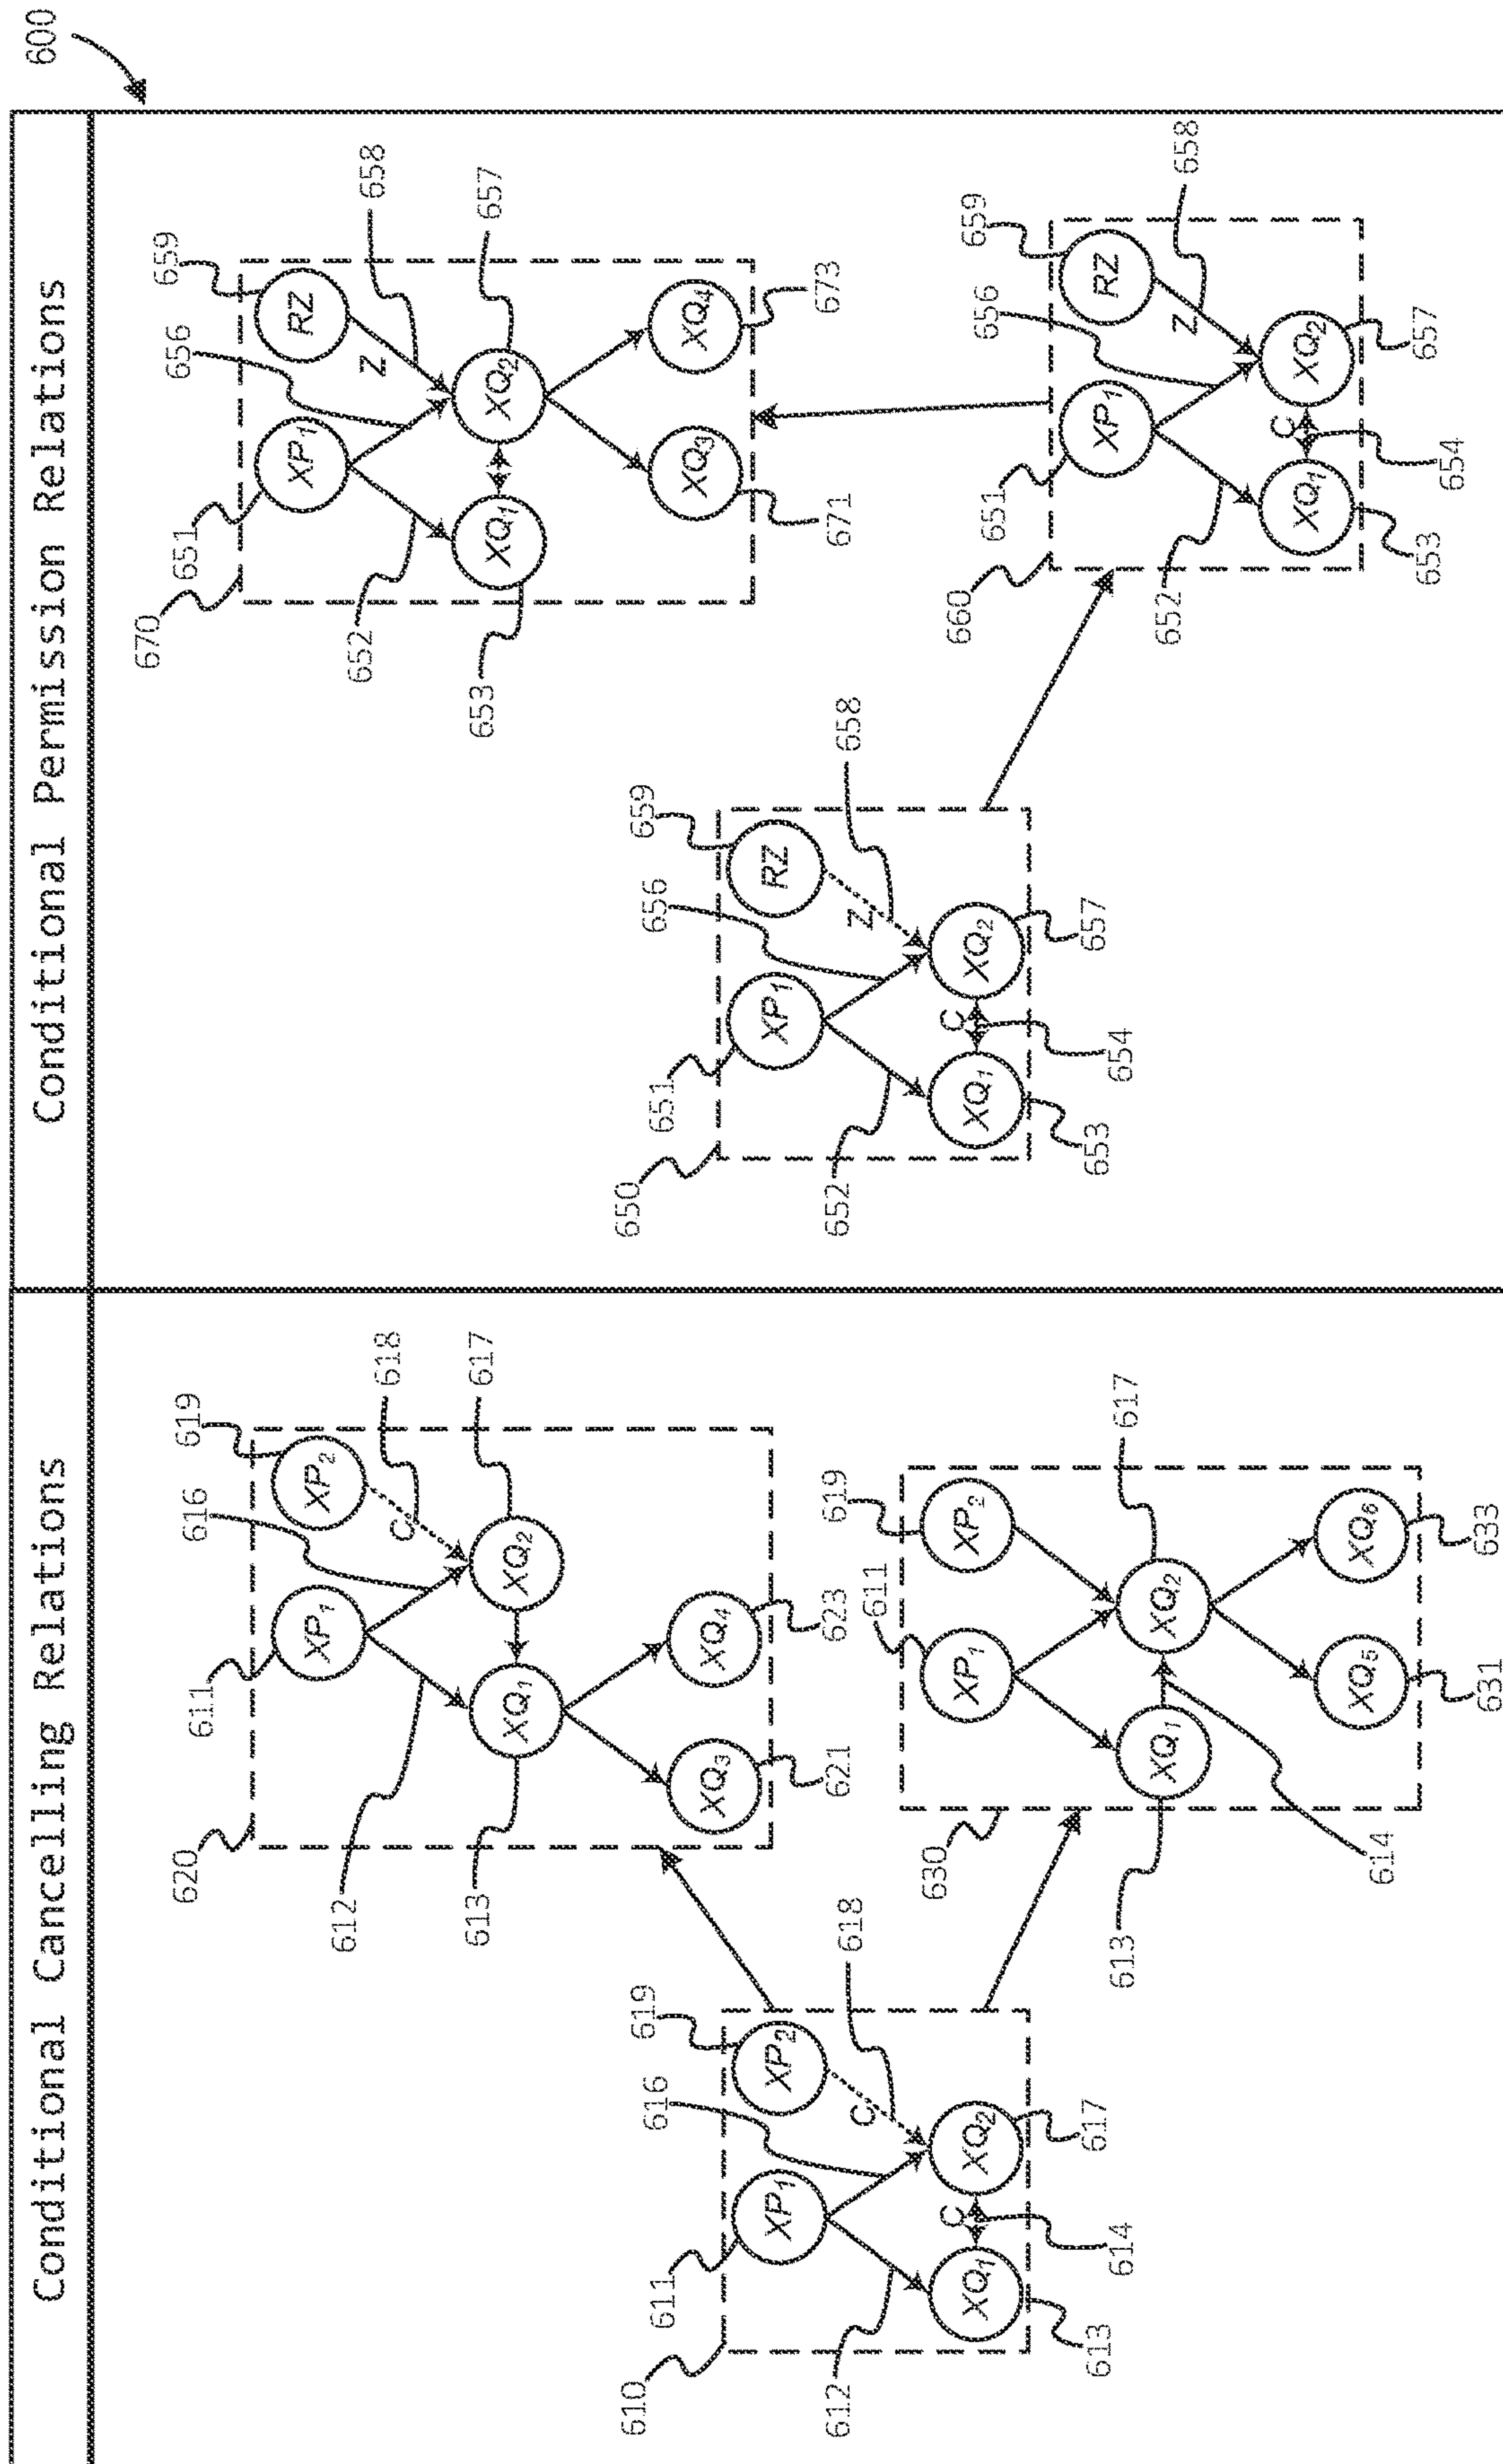 600
Conditional Cancelling Relations
Conditional Permission Relations
620
611
616
619
XP1
XP2
C
618
612
XQ1
XQ2
617
613
XQ3
XQ4
621
623
610
611
616
619
XP1
XP2
C
618
612
XQ1
C
XQ2
613
614
617
630
611
619
XP1
XP2
XQ1
XQ2
617
613
614
XQ5
XQ6
631
633
670
651
656
659
XP1
RZ
Z
658
652
XQ1
XQ2
657
653
XQ3
XQ4
671
673
650
651
656
659
XP1
RZ
Z
658
652
XQ1
C
XQ2
653
654
657
660
651
656
659
XP1
RZ
Z
658
652
XQ1
C
XQ2
653
654
657